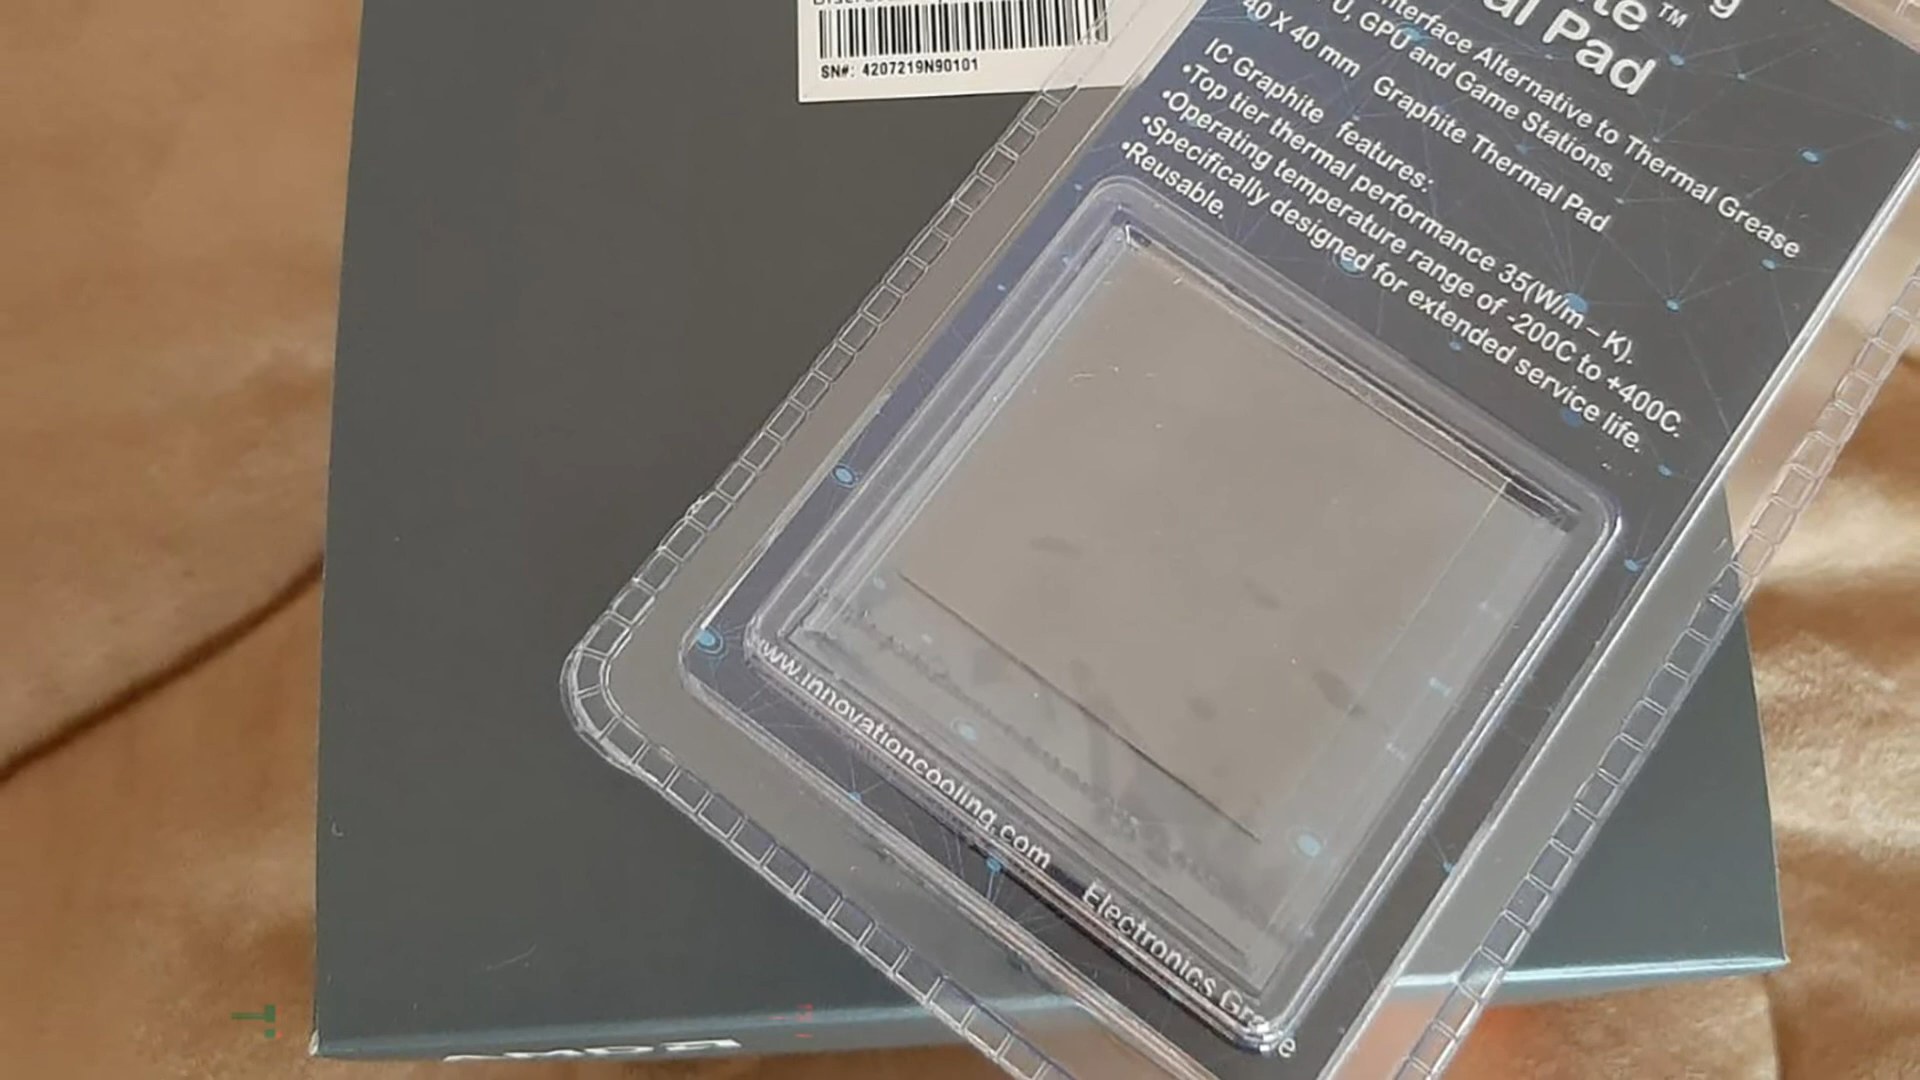 SN#: 4207219N90101
™
Pad
Interface Alternative to Thermal Grease
GPU and Game Stations.
40 X 40 mm Graphite Thermal Pad
IC Graphite features:
•Top tier thermal performance 35(W/m – K).
•Operating temperature range of -200C to +400C.
•Specifically designed for extended service life.
•Reusable.
www.innovationcooling.com Electronics